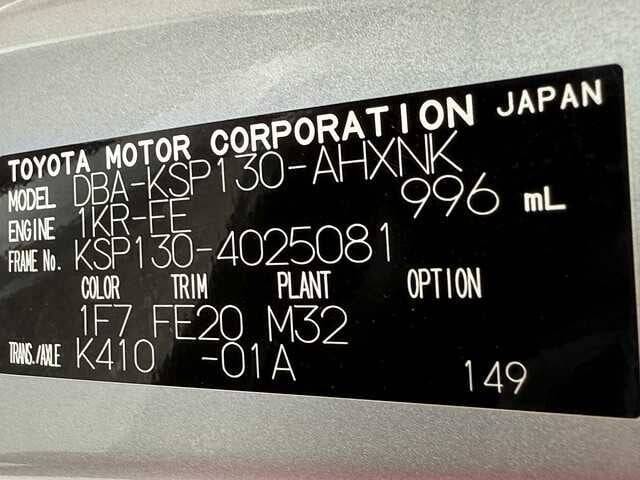 TOYOTA MOTOR CORPORATION JAPAN
MODEL DBA-KSP130-AHXNK
ENGINE 1KR-FE 996 mL
FRAME No. KSP130-4025081
COLOR TRIM PLANT OPTION
1F7 FE20 M32
TRANS./AXLE K410 -01A
149